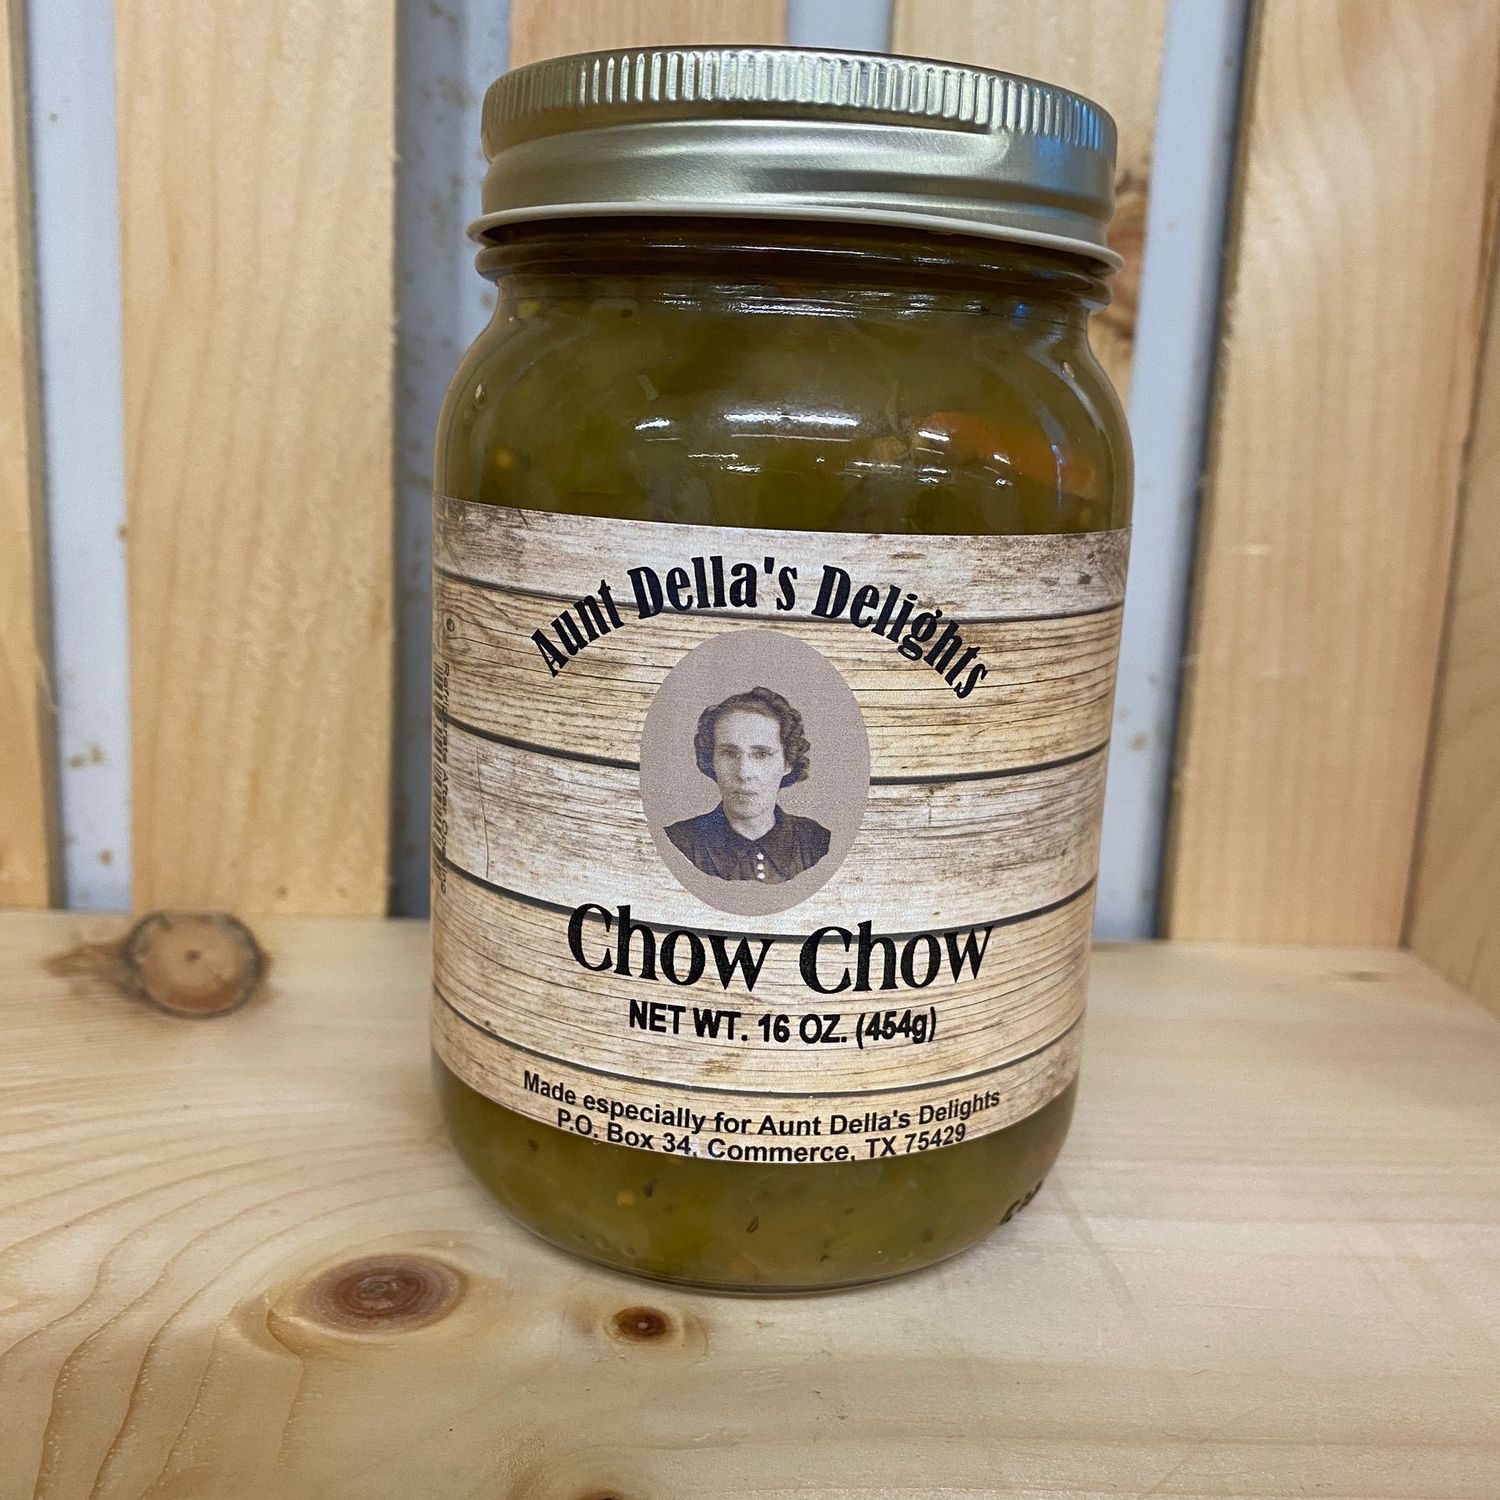 Aunt Della's Delights
Chow Chow
NET WT. 16 OZ. (454g)
Made especially for Aunt Della's Delights
P.O. Box 34, Commerce, TX 75429